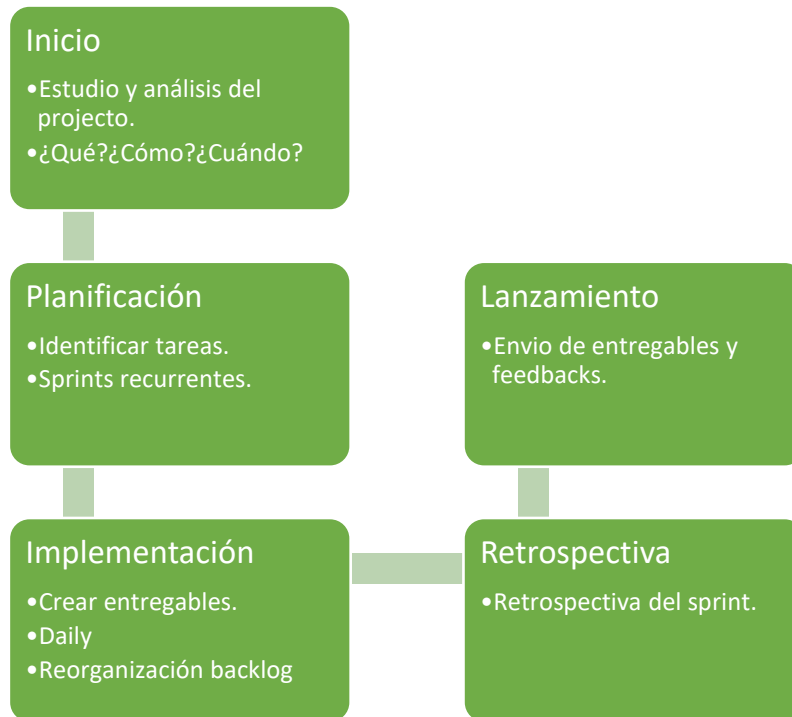 Inicio
•Estudio y análisis del
projecto.
•¿Qué?¿Cómo?¿Cuándo?
Planificación
•Identificar tareas.
•Sprints recurrentes.
Implementación
•Crear entregables.
•Daily
•Reorganización backlog
Retrospectiva
•Retrospectiva del sprint.
Lanzamiento
•Envio de entregables y
feedbacks.